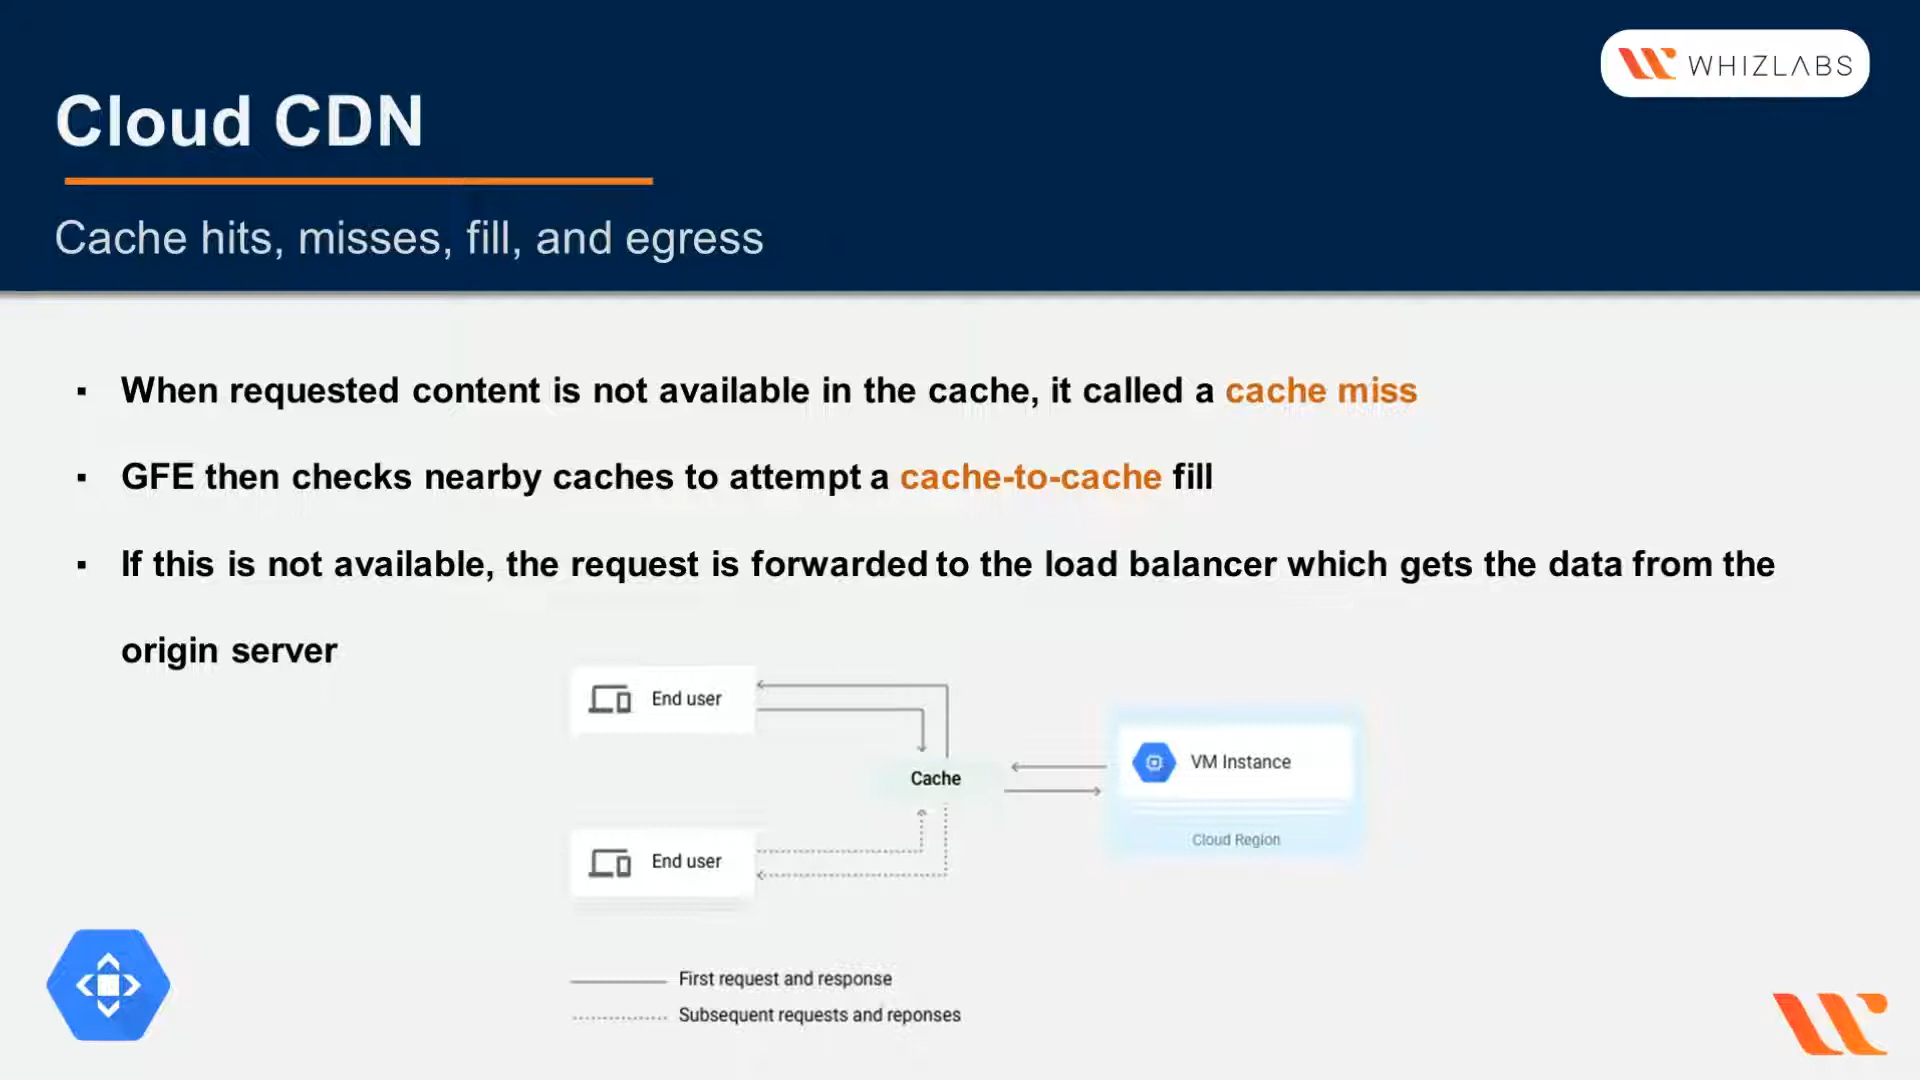 WHIZLABS
Cloud CDN
Cache hits, misses, fill, and egress
▪ When requested content is not available in the cache, it called a cache miss
▪ GFE then checks nearby caches to attempt a cache-to-cache fill
▪ If this is not available, the request is forwarded to the load balancer which gets the data from the
origin server
End user
VM Instance
Cache
Cloud Region
End user
First request and response
Subsequent requests and reponses